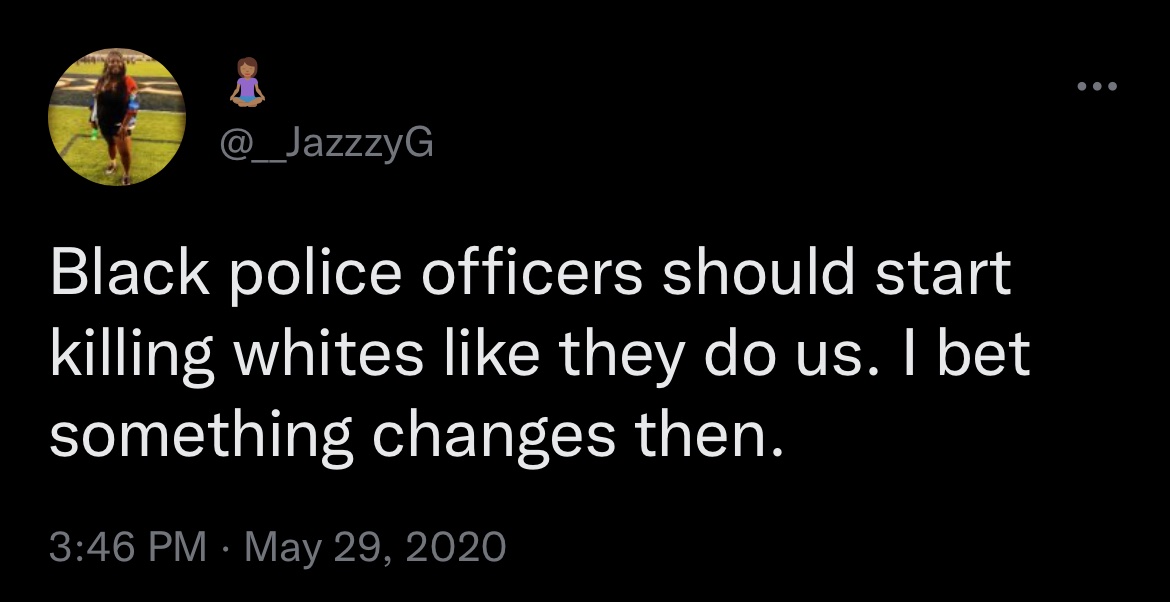 @__JazzzyG
Black police officers should start
killing whites like they do us. I bet
something changes then.
3:46 PM · May 29, 2020